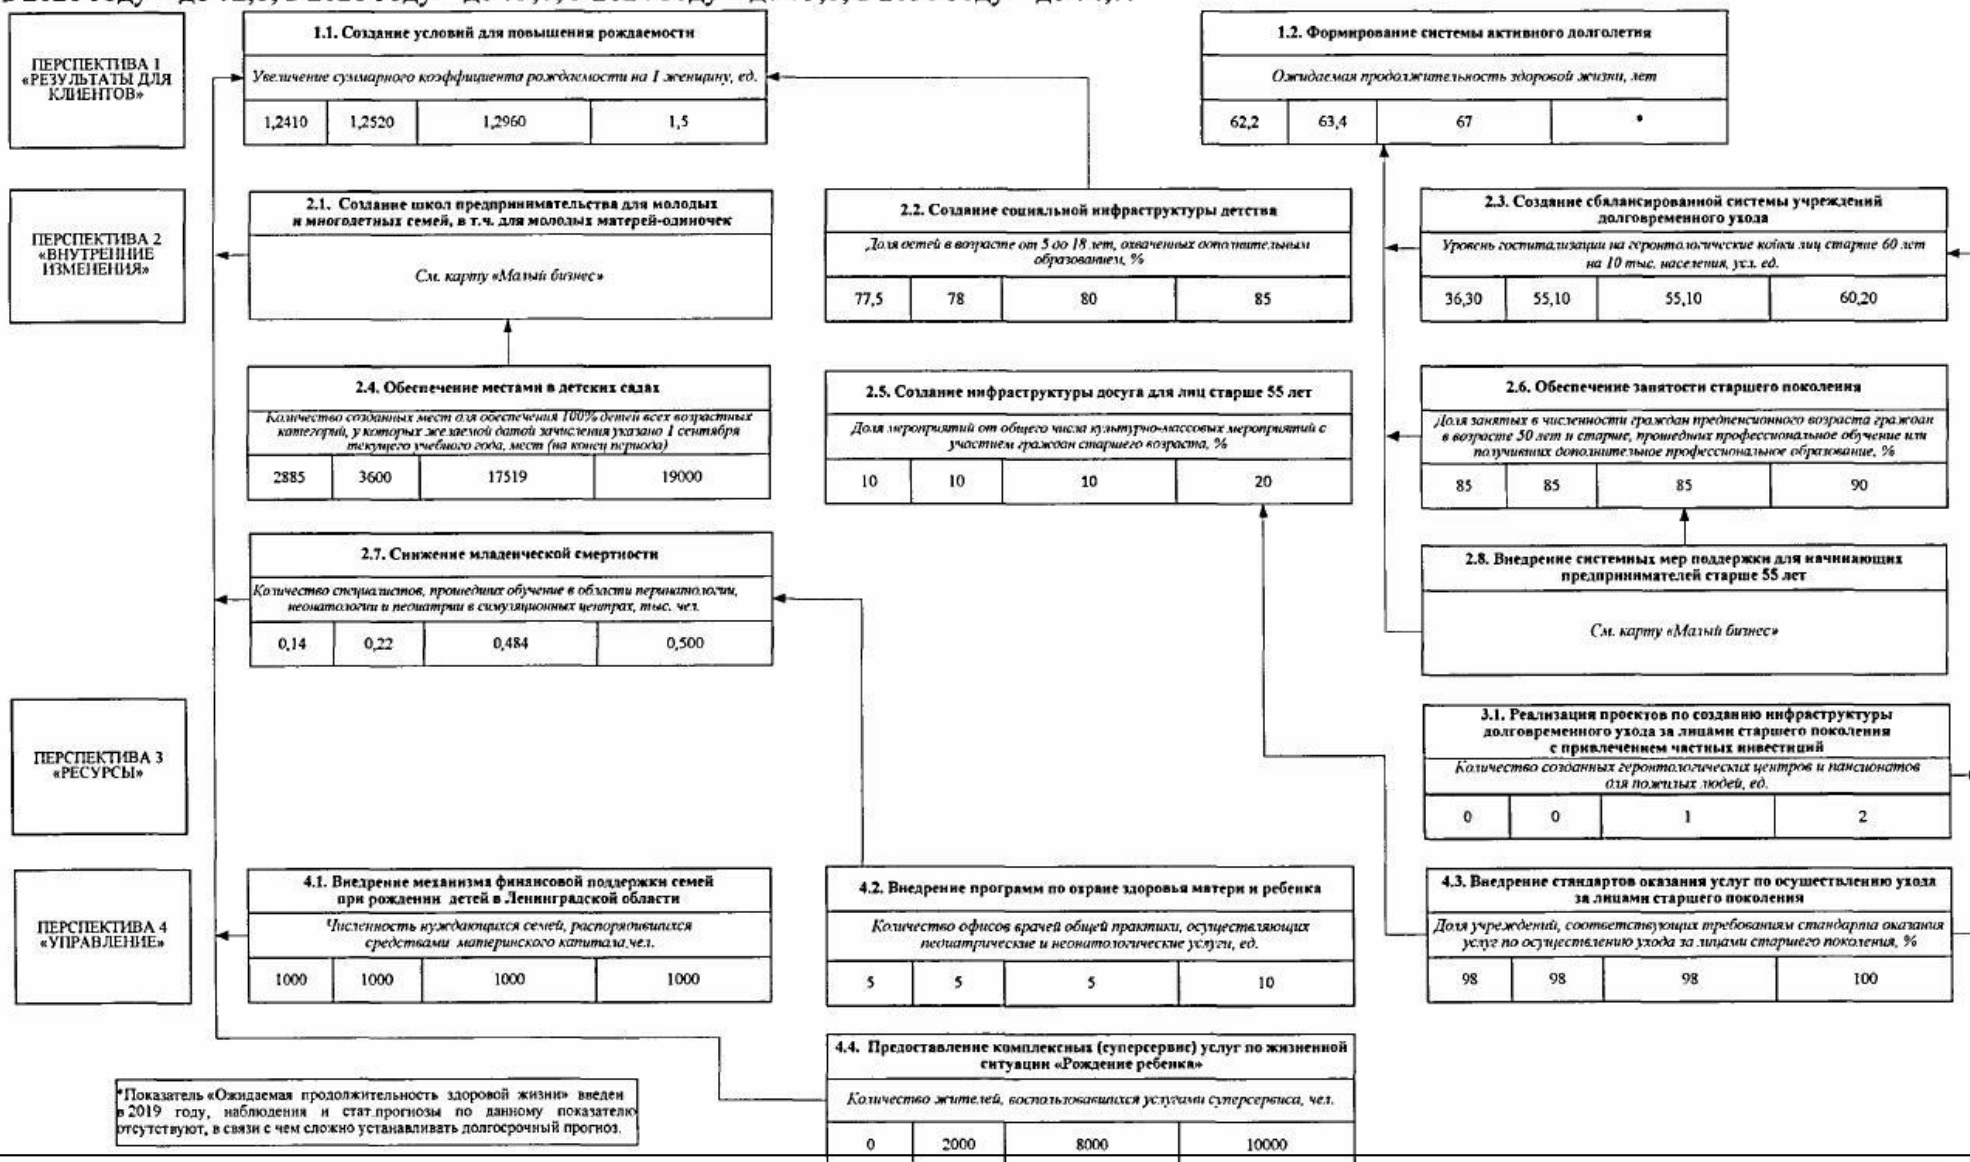 ПЕРСПЕКТИВА 1
«РЕЗУЛЬТАТЫ ДЛЯ
КЛИЕНТОВ»
1.1. Создание условий для повышения рождаемости
Увеличение суммарного коэффициента рождаемости на 1 женщину, ед.
1,2410 1,2520 1,2960 1,5
1.2. Формирование системы активного долголетия
Ожидаемая продолжительность здоровой жизни, лет
62,2 63,4 67 *
ПЕРСПЕКТИВА 2
«ВНУТРЕННИЕ
ИЗМЕНЕНИЯ»
2.1. Создание школ предпринимательства для молодых
и многодетных семей, в т.ч. для молодых матерей-одиночек
См. карту «Малый бизнес»
2.2. Создание социальной инфраструктуры детства
Доля детей в возрасте от 5 до 18 лет, охваченных дополнительным
образованием, %
77,5 78 80 85
2.3. Создание сбалансированной системы учреждений
долговременного ухода
Уровень госпитализации на геронтологические койки лиц старше 60 лет
на 10 тыс. населения, усл. ед.
36,30 55,10 55,10 60,20
2.4. Обеспечение местами в детских садах
Количество созданных мест для обеспечения 100% детей всех возрастных
категорий, у которых желаемой датой зачисления указано 1 сентября
текущего учебного года, мест (на конец периода)
2885 3600 17519 19000
2.5. Создание инфраструктуры досуга для лиц старше 55 лет
Доля мероприятий от общего числа культурно-массовых мероприятий с
участием граждан старшего возраста, %
10 10 10 20
2.6. Обеспечение занятости старшего поколения
Доля занятых в численности граждан предпенсионного возраста граждан
в возрасте 50 лет и старше, прошедших профессиональное обучение или
получивших дополнительное профессиональное образование, %
85 85 85 90
2.7. Снижение младенческой смертности
Количество специалистов, прошедших обучение в области перинатологии,
неонатологии и педиатрии в симуляционных центрах, тыс. чел.
0,14 0,22 0,484 0,500
2.8. Внедрение системных мер поддержки для начинающих
предпринимателей старше 55 лет
См. карту «Малый бизнес»
ПЕРСПЕКТИВА 3
«РЕСУРСЫ»
3.1. Реализация проектов по созданию инфраструктуры
долговременного ухода за лицами старшего поколения
с привлечением частных инвестиций
Количество созданных геронтологических центров и пансионатов
для пожилых людей, ед.
0 0 1 2
ПЕРСПЕКТИВА 4
«УПРАВЛЕНИЕ»
4.1. Внедрение механизма финансовой поддержки семей
при рождении детей в Ленинградской области
Численность нуждающихся семей, распорядившихся
средствами материнского капитала,чел.
1000 1000 1000 1000
4.2. Внедрение программ по охране здоровья матери и ребенка
Количество офисов врачей общей практики, осуществляющих
педиатрические и неонатологические услуги, ед.
5 5 5 10
4.3. Внедрение стандартов оказания услуг по осуществлению ухода
за лицами старшего поколения
Доля учреждений, соответствующих требованиям стандарта оказания
услуг по осуществлению ухода за лицами старшего поколения, %
98 98 98 100
4.4. Предоставление комплексных (суперсервис) услуг по жизненной
ситуации «Рождение ребенка»
Количество жителей, воспользовавшихся услугами суперсервиса, чел.
0 2000 8000 10000
*Показатель «Ожидаемая продолжительность здоровой жизни» введен
в 2019 году, наблюдения и стат.прогнозы по данному показателю
отсутствуют, в связи с чем сложно устанавливать долгосрочный прогноз.